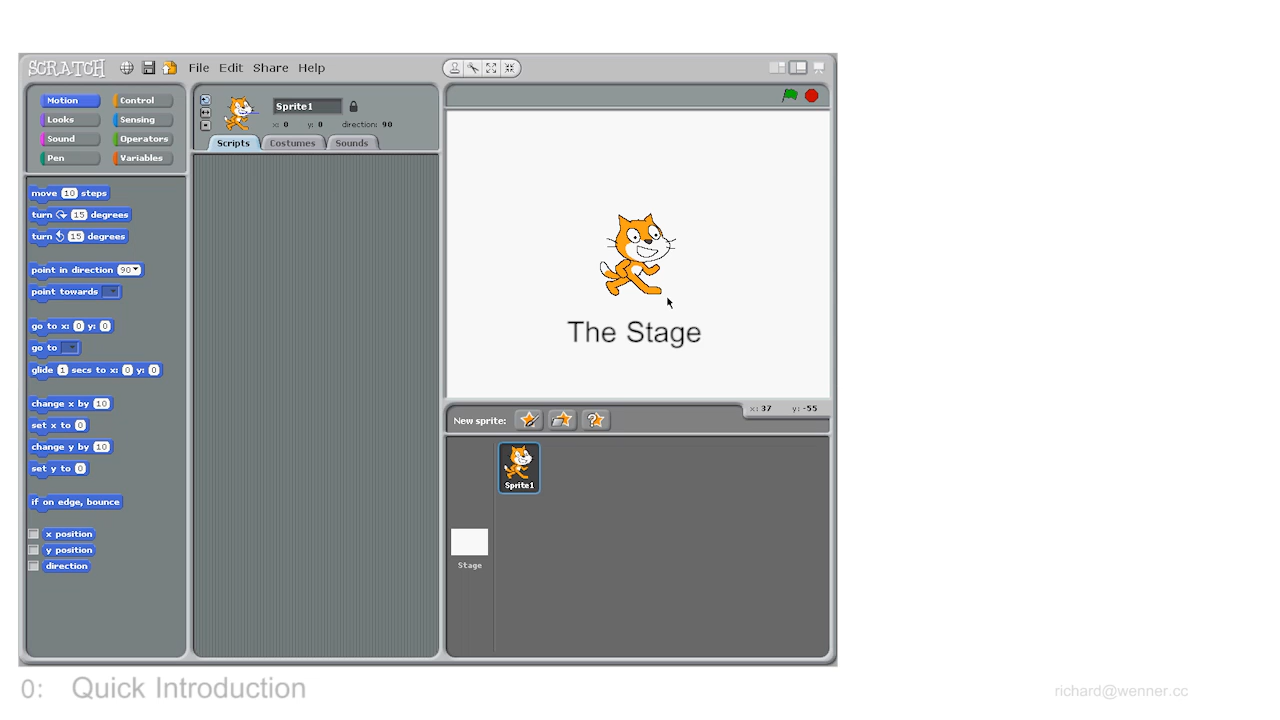 SCRATCH File Edit Share Help
Motion Control
Looks Sensing
Sound Operators
Pen Variables
move 10 steps
turn 15 degrees
turn 15 degrees
point in direction 90
point towards
go to x: 0 y: 0
go to
glide 1 secs to x: 0 y: 0
change x by 10
set x to 0
change y by 10
set y to 0
if on edge, bounce
x position
y position
direction
Sprite1
x: 0 y: 0 direction: 90
Scripts Costumes Sounds
The Stage
x: 37 y: -55
New sprite:
Sprite1
Stage
0: Quick Introduction
richard@wenner.cc